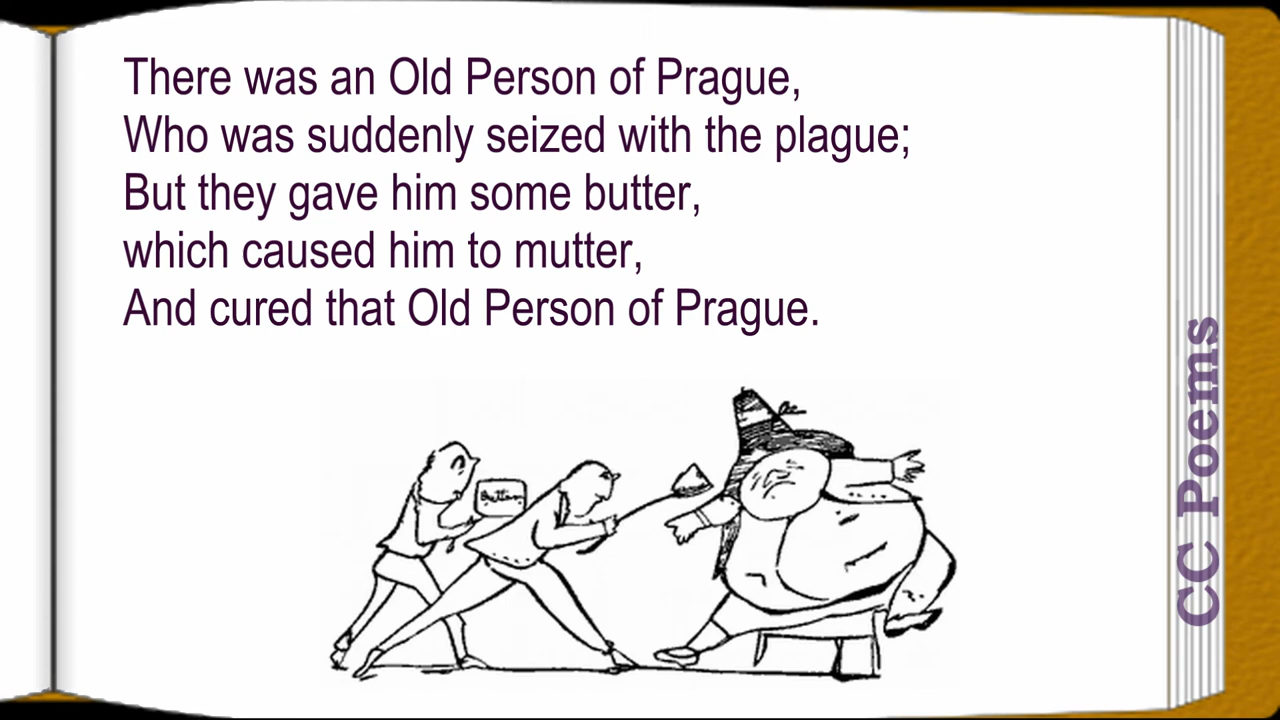 There was an Old Person of Prague,
Who was suddenly seized with the plague;
But they gave him some butter,
which caused him to mutter,
And cured that Old Person of Prague.
Butter
CC Poems